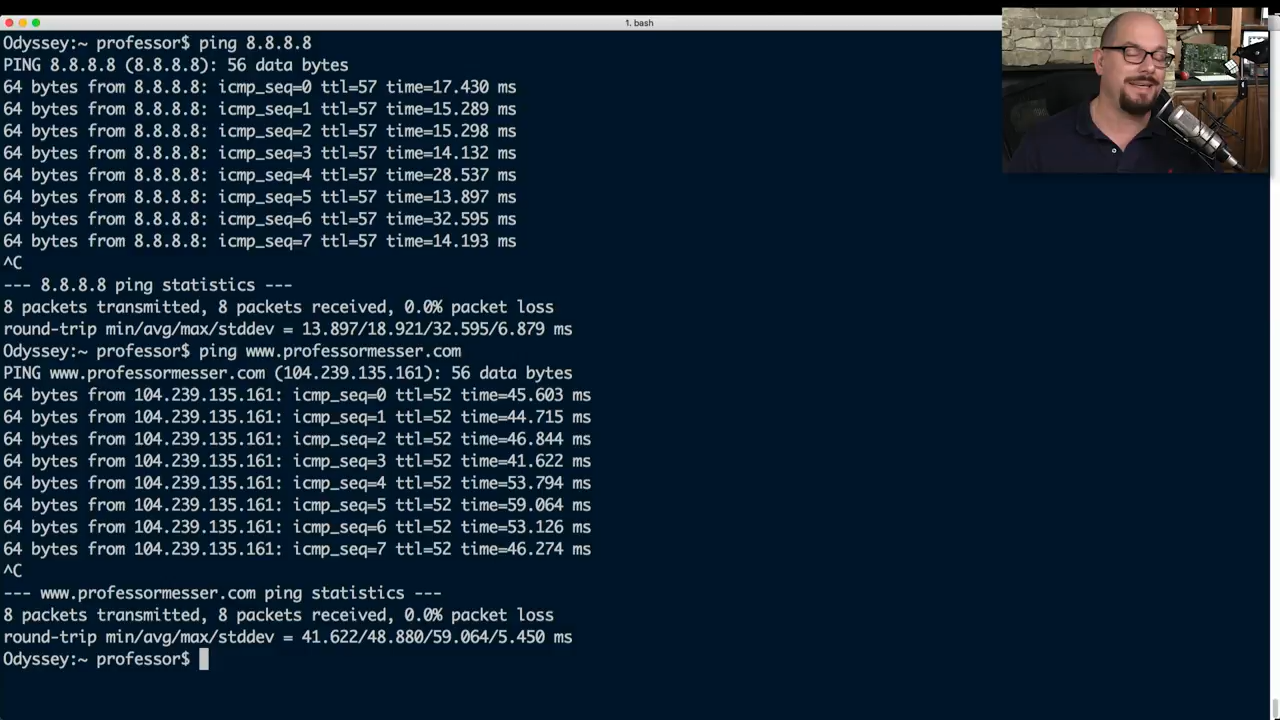 1. bash
Odyssey:~ professor$ ping 8.8.8.8
PING 8.8.8.8 (8.8.8.8): 56 data bytes
64 bytes from 8.8.8.8: icmp_seq=0 ttl=57 time=17.430 ms
64 bytes from 8.8.8.8: icmp_seq=1 ttl=57 time=15.289 ms
64 bytes from 8.8.8.8: icmp_seq=2 ttl=57 time=15.298 ms
64 bytes from 8.8.8.8: icmp_seq=3 ttl=57 time=14.132 ms
64 bytes from 8.8.8.8: icmp_seq=4 ttl=57 time=28.537 ms
64 bytes from 8.8.8.8: icmp_seq=5 ttl=57 time=13.897 ms
64 bytes from 8.8.8.8: icmp_seq=6 ttl=57 time=32.595 ms
64 bytes from 8.8.8.8: icmp_seq=7 ttl=57 time=14.193 ms
^C
--- 8.8.8.8 ping statistics ---
8 packets transmitted, 8 packets received, 0.0% packet loss
round-trip min/avg/max/stddev = 13.897/18.921/32.595/6.879 ms
Odyssey:~ professor$ ping www.professormesser.com
PING www.professormesser.com (104.239.135.161): 56 data bytes
64 bytes from 104.239.135.161: icmp_seq=0 ttl=52 time=45.603 ms
64 bytes from 104.239.135.161: icmp_seq=1 ttl=52 time=44.715 ms
64 bytes from 104.239.135.161: icmp_seq=2 ttl=52 time=46.844 ms
64 bytes from 104.239.135.161: icmp_seq=3 ttl=52 time=41.622 ms
64 bytes from 104.239.135.161: icmp_seq=4 ttl=52 time=53.794 ms
64 bytes from 104.239.135.161: icmp_seq=5 ttl=52 time=59.064 ms
64 bytes from 104.239.135.161: icmp_seq=6 ttl=52 time=53.126 ms
64 bytes from 104.239.135.161: icmp_seq=7 ttl=52 time=46.274 ms
^C
--- www.professormesser.com ping statistics ---
8 packets transmitted, 8 packets received, 0.0% packet loss
round-trip min/avg/max/stddev = 41.622/48.880/59.064/5.450 ms
Odyssey:~ professor$